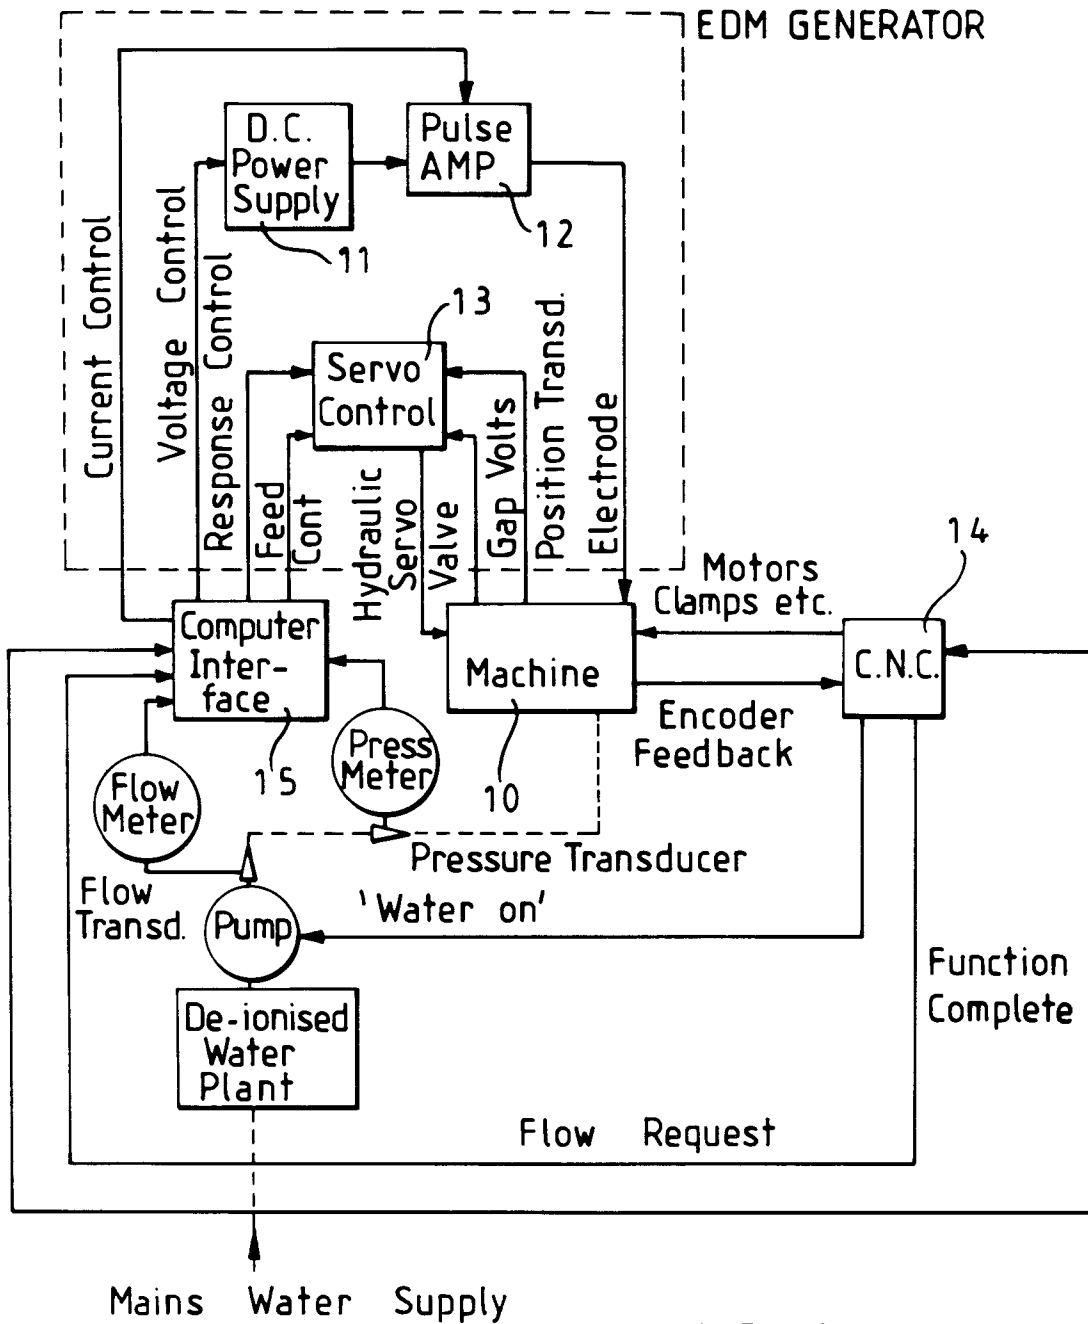 EDM GENERATOR
D.C.
Power
Supply
11
Pulse
AMP
12
Current Control
Voltage Control
Response Control
Feed
Cont
13
Servo
Control
Hydraulic
Servo
Valve
Gap Volts
Position Transd.
Electrode
14
Motors
Clamps etc.
C.N.C.
Computer
Inter-
face
15
Machine
10
Encoder
Feedback
Press
Meter
Flow
Meter
Pressure Transducer
Flow
Transd.
'Water on'
Pump
Function
Complete
De-ionised
Water
Plant
Flow Request
Mains Water Supply